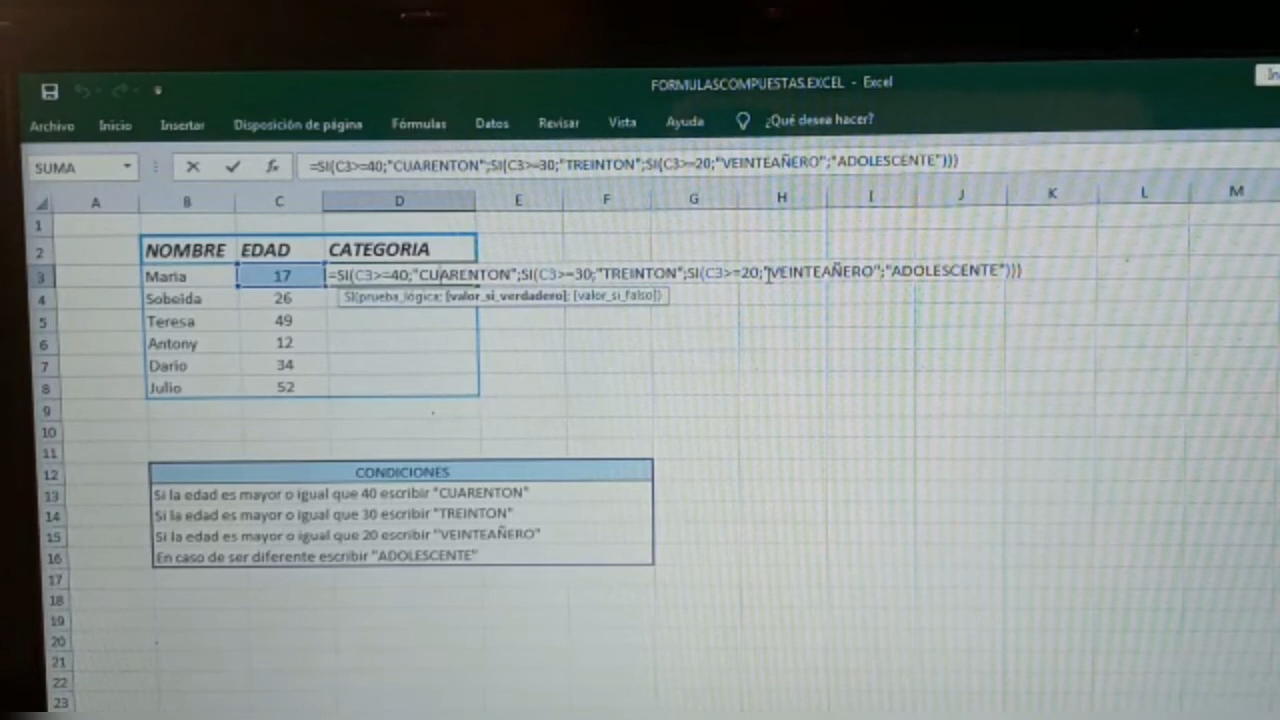 FORMULASCOMPUESTAS.EXCEL - Excel
Archivo Inicio Insertar Disposición de página Fórmulas Datos Revisar Vista Ayuda ¿Qué desea hacer?
SUMA fx =SI(C3>=40;"CUARENTON";SI(C3>=30;"TREINTON";SI(C3>=20;"VEINTEAÑERO";"ADOLESCENTE")))
A B C D E F G H I J K L M
1
2 NOMBRE EDAD CATEGORIA
3 Maria 17 =SI(C3>=40;"CUARENTON";SI(C3>=30;"TREINTON";SI(C3>=20;"VEINTEAÑERO";"ADOLESCENTE")))
SI(prueba_lógica; [valor_si_verdadero]; [valor_si_falso])
4 Sobeida 26
5 Teresa 49
6 Antony 12
7 Dario 34
8 Julio 52
9
10
11
12 CONDICIONES
13 Si la edad es mayor o igual que 40 escribir "CUARENTON"
14 Si la edad es mayor o igual que 30 escribir "TREINTON"
15 Si la edad es mayor o igual que 20 escribir "VEINTEAÑERO"
16 En caso de ser diferente escribir "ADOLESCENTE"
17
18
19
20
21
22
23